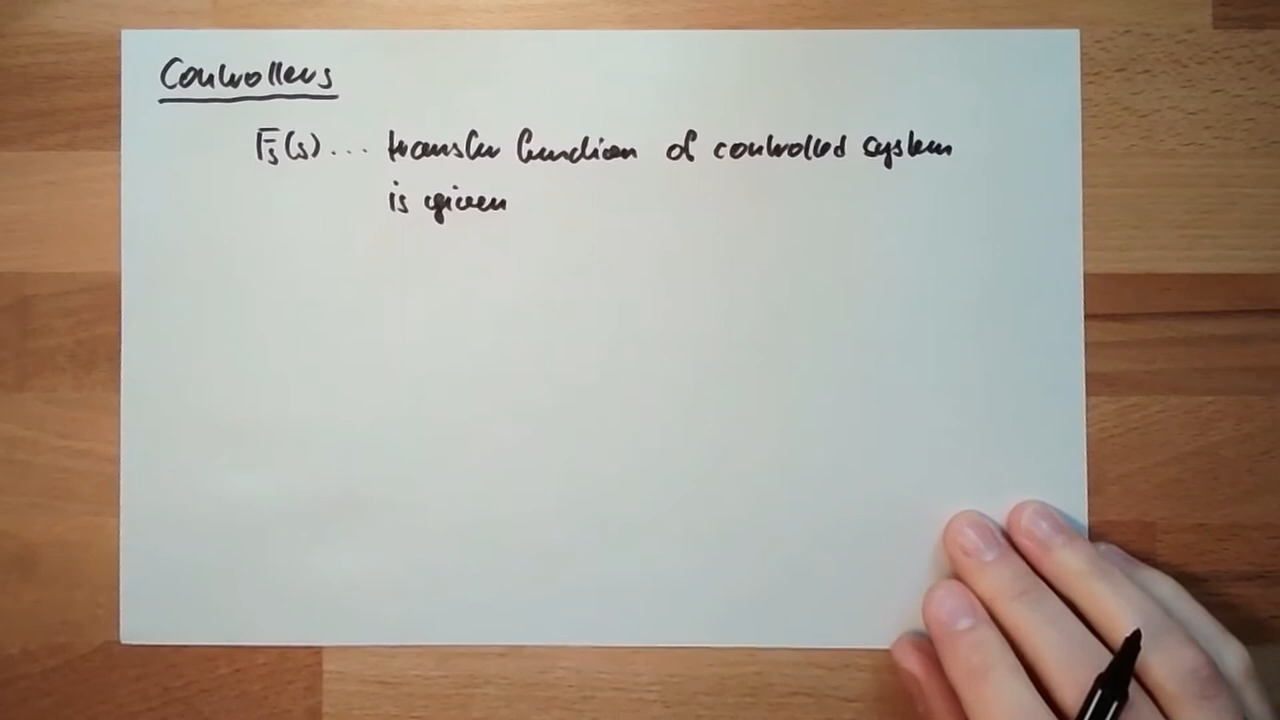 Controllers
F_S(s)... transfer function of controlled system
is given